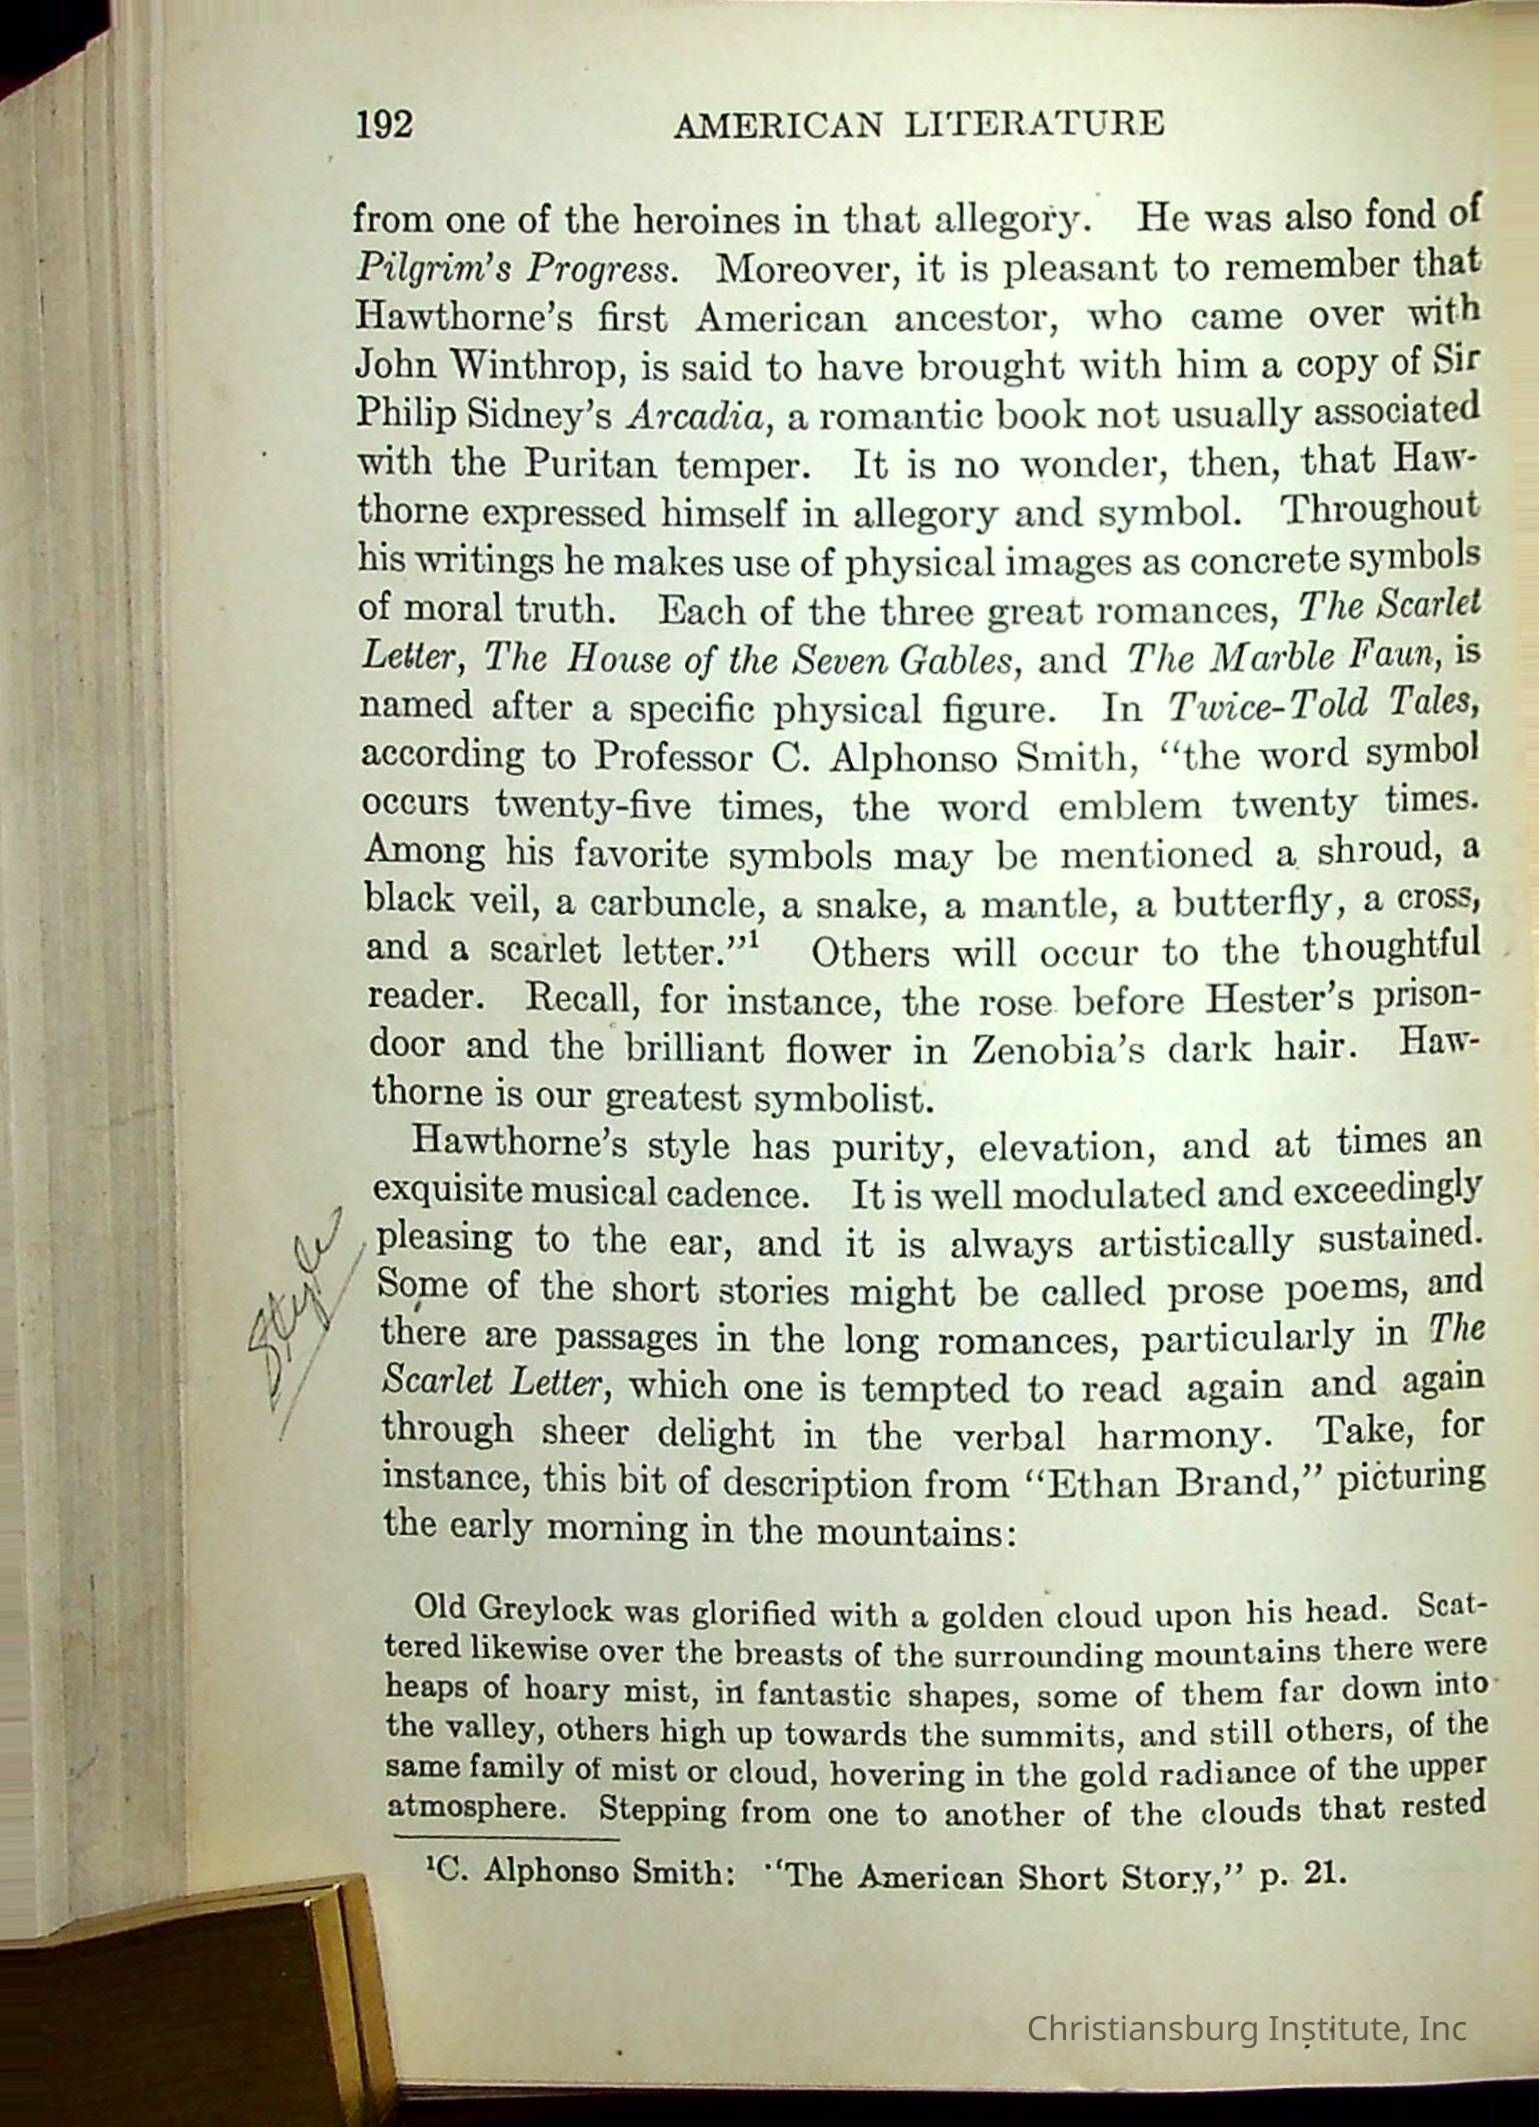 192 AMERICAN LITERATURE
from one of the heroines in that allegory. He was also fond of
Pilgrim's Progress. Moreover, it is pleasant to remember that
Hawthorne's first American ancestor, who came over with
John Winthrop, is said to have brought with him a copy of Sir
Philip Sidney's Arcadia, a romantic book not usually associated
with the Puritan temper. It is no wonder, then, that Haw-
thorne expressed himself in allegory and symbol. Throughout
his writings he makes use of physical images as concrete symbols
of moral truth. Each of the three great romances, The Scarlet
Letter, The House of the Seven Gables, and The Marble Faun, is
named after a specific physical figure. In Twice-Told Tales,
according to Professor C. Alphonso Smith, "the word symbol
occurs twenty-five times, the word emblem twenty times.
Among his favorite symbols may be mentioned a shroud, a
black veil, a carbuncle, a snake, a mantle, a butterfly, a cross,
and a scarlet letter."¹ Others will occur to the thoughtful
reader. Recall, for instance, the rose before Hester's prison-
door and the brilliant flower in Zenobia's dark hair. Haw-
thorne is our greatest symbolist.
Hawthorne's style has purity, elevation, and at times an
exquisite musical cadence. It is well modulated and exceedingly
pleasing to the ear, and it is always artistically sustained.
Some of the short stories might be called prose poems, and
there are passages in the long romances, particularly in The
Scarlet Letter, which one is tempted to read again and again
through sheer delight in the verbal harmony. Take, for
instance, this bit of description from "Ethan Brand," picturing
the early morning in the mountains:
Style
Old Greylock was glorified with a golden cloud upon his head. Scat-
tered likewise over the breasts of the surrounding mountains there were
heaps of hoary mist, in fantastic shapes, some of them far down into
the valley, others high up towards the summits, and still others, of the
same family of mist or cloud, hovering in the gold radiance of the upper
atmosphere. Stepping from one to another of the clouds that rested
¹C. Alphonso Smith: "The American Short Story," p. 21.
Christiansburg Institute, Inc